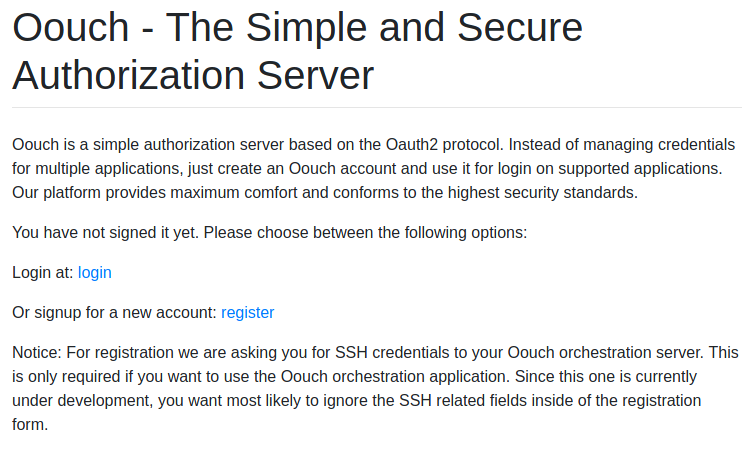 Oouch - The Simple and Secure
Authorization Server
Oouch is a simple authorization server based on the Oauth2 protocol. Instead of managing credentials
for multiple applications, just create an Oouch account and use it for login on supported applications.
Our platform provides maximum comfort and conforms to the highest security standards.
You have not signed it yet. Please choose between the following options:
Login at: login
Or signup for a new account: register
Notice: For registration we are asking you for SSH credentials to your Oouch orchestration server. This
is only required if you want to use the Oouch orchestration application. Since this one is currently
under development, you want most likely to ignore the SSH related fields inside of the registration
form.